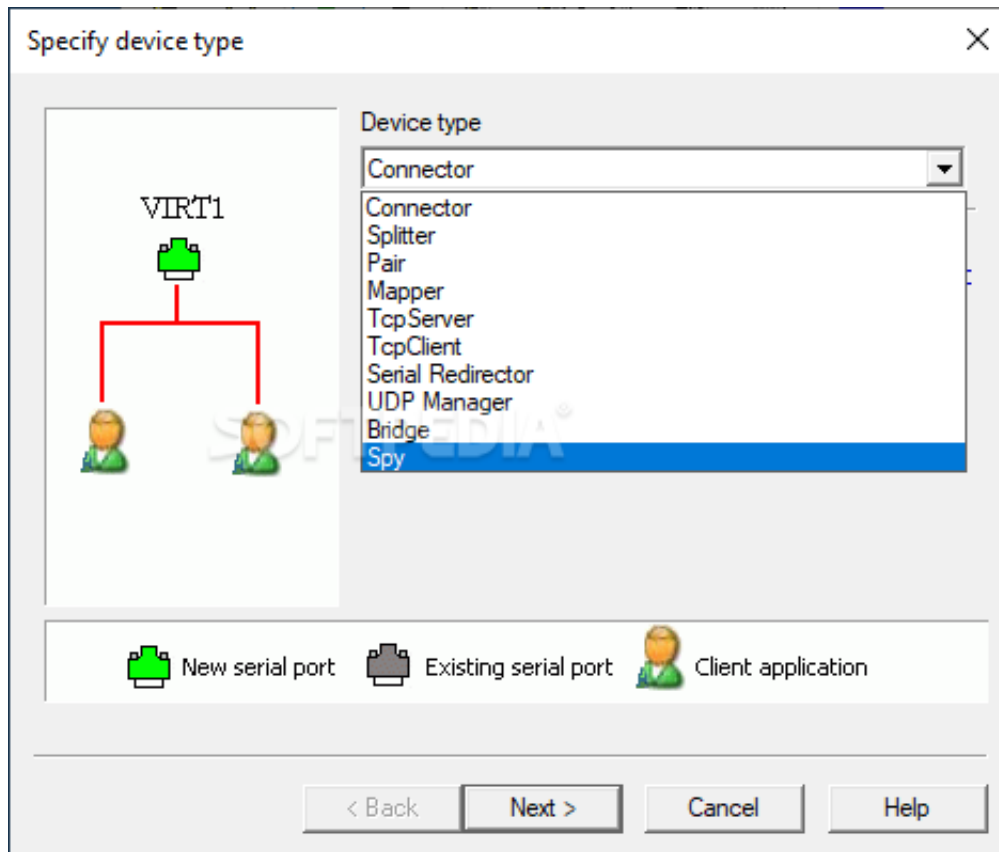 Specify device type
Device type
Connector
VIRT1
Connector
Splitter
Pair
Mapper
TcpServer
TcpClient
Serial Redirector
UDP Manager
Bridge
Spy
SOFTPEDIA®
New serial port
Existing serial port
Client application
< Back
Next >
Cancel
Help